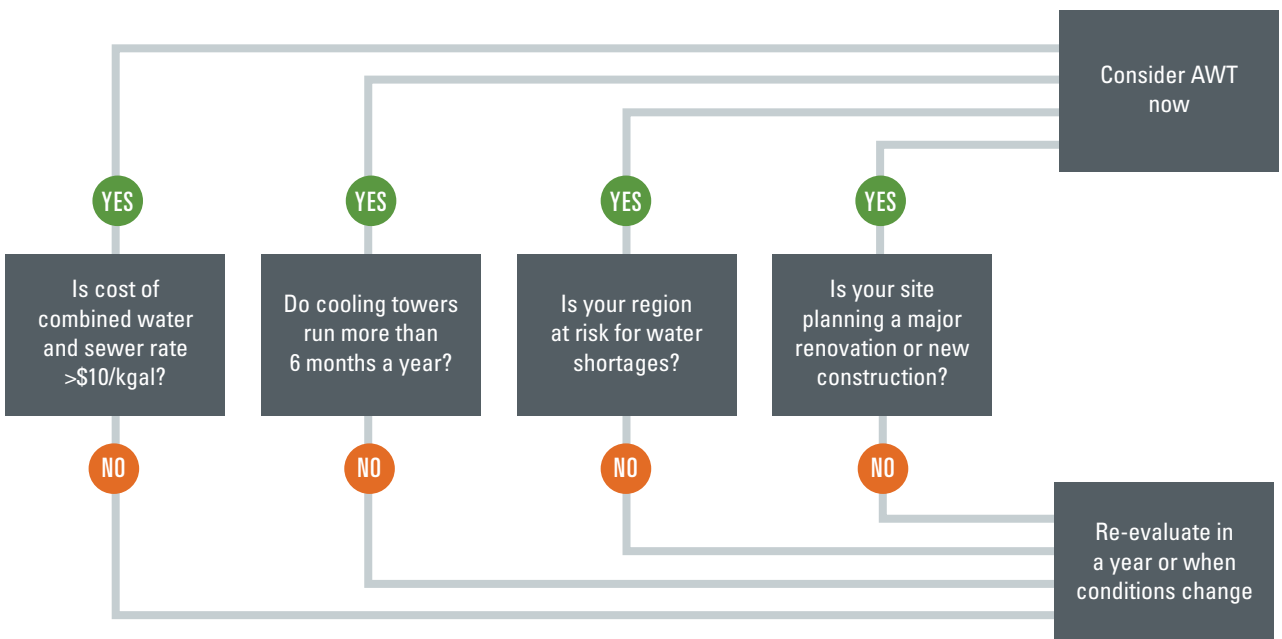 Consider AWT
now
YES
YES
YES
YES
Is cost of
combined water
and sewer rate
>$10/kgal?
Do cooling towers
run more than
6 months a year?
Is your region
at risk for water
shortages?
Is your site
planning a major
renovation or new
construction?
NO
NO
NO
NO
Re-evaluate in
a year or when
conditions change